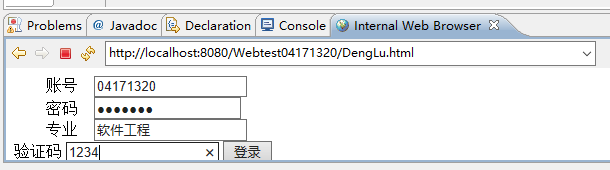 Problems @ Javadoc Declaration Console Internal Web Browser
http://localhost:8080/Webtest04171320/DengLu.html
账号 04171320
密码 ●●●●●●●
专业 软件工程
验证码 1234 × 登录